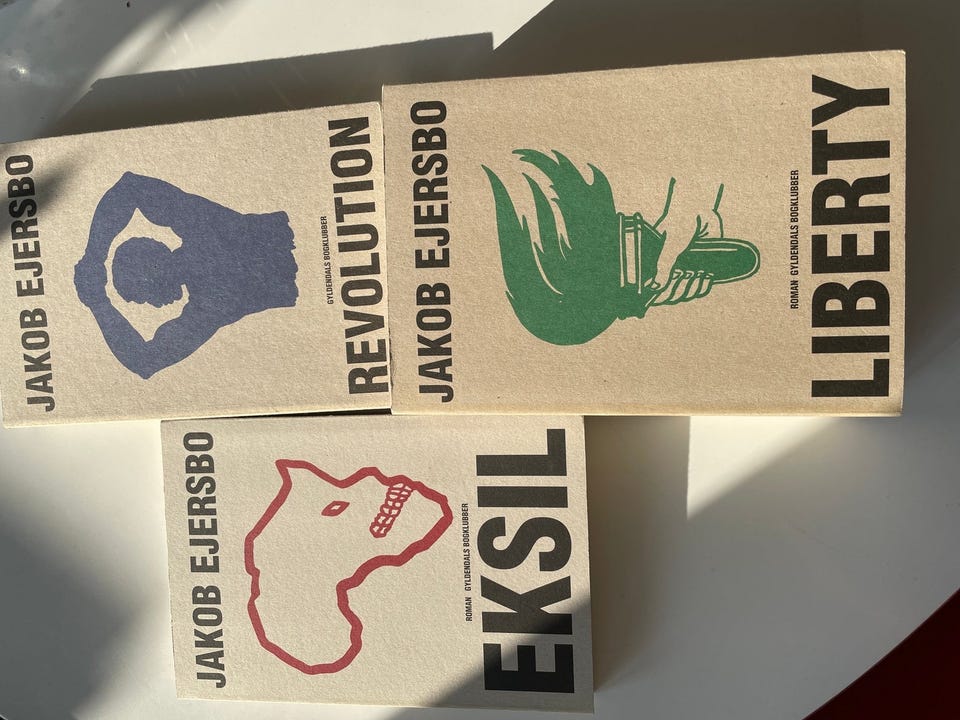 JAKOB EJERSBO
GYLDENDALS BOGKLUBBER
REVOLUTION
JAKOB EJERSBO
ROMAN GYLDENDALS BOGKLUBBER
LIBERTY
JAKOB EJERSBO
ROMAN GYLDENDALS BOGKLUBBER
EKSIL